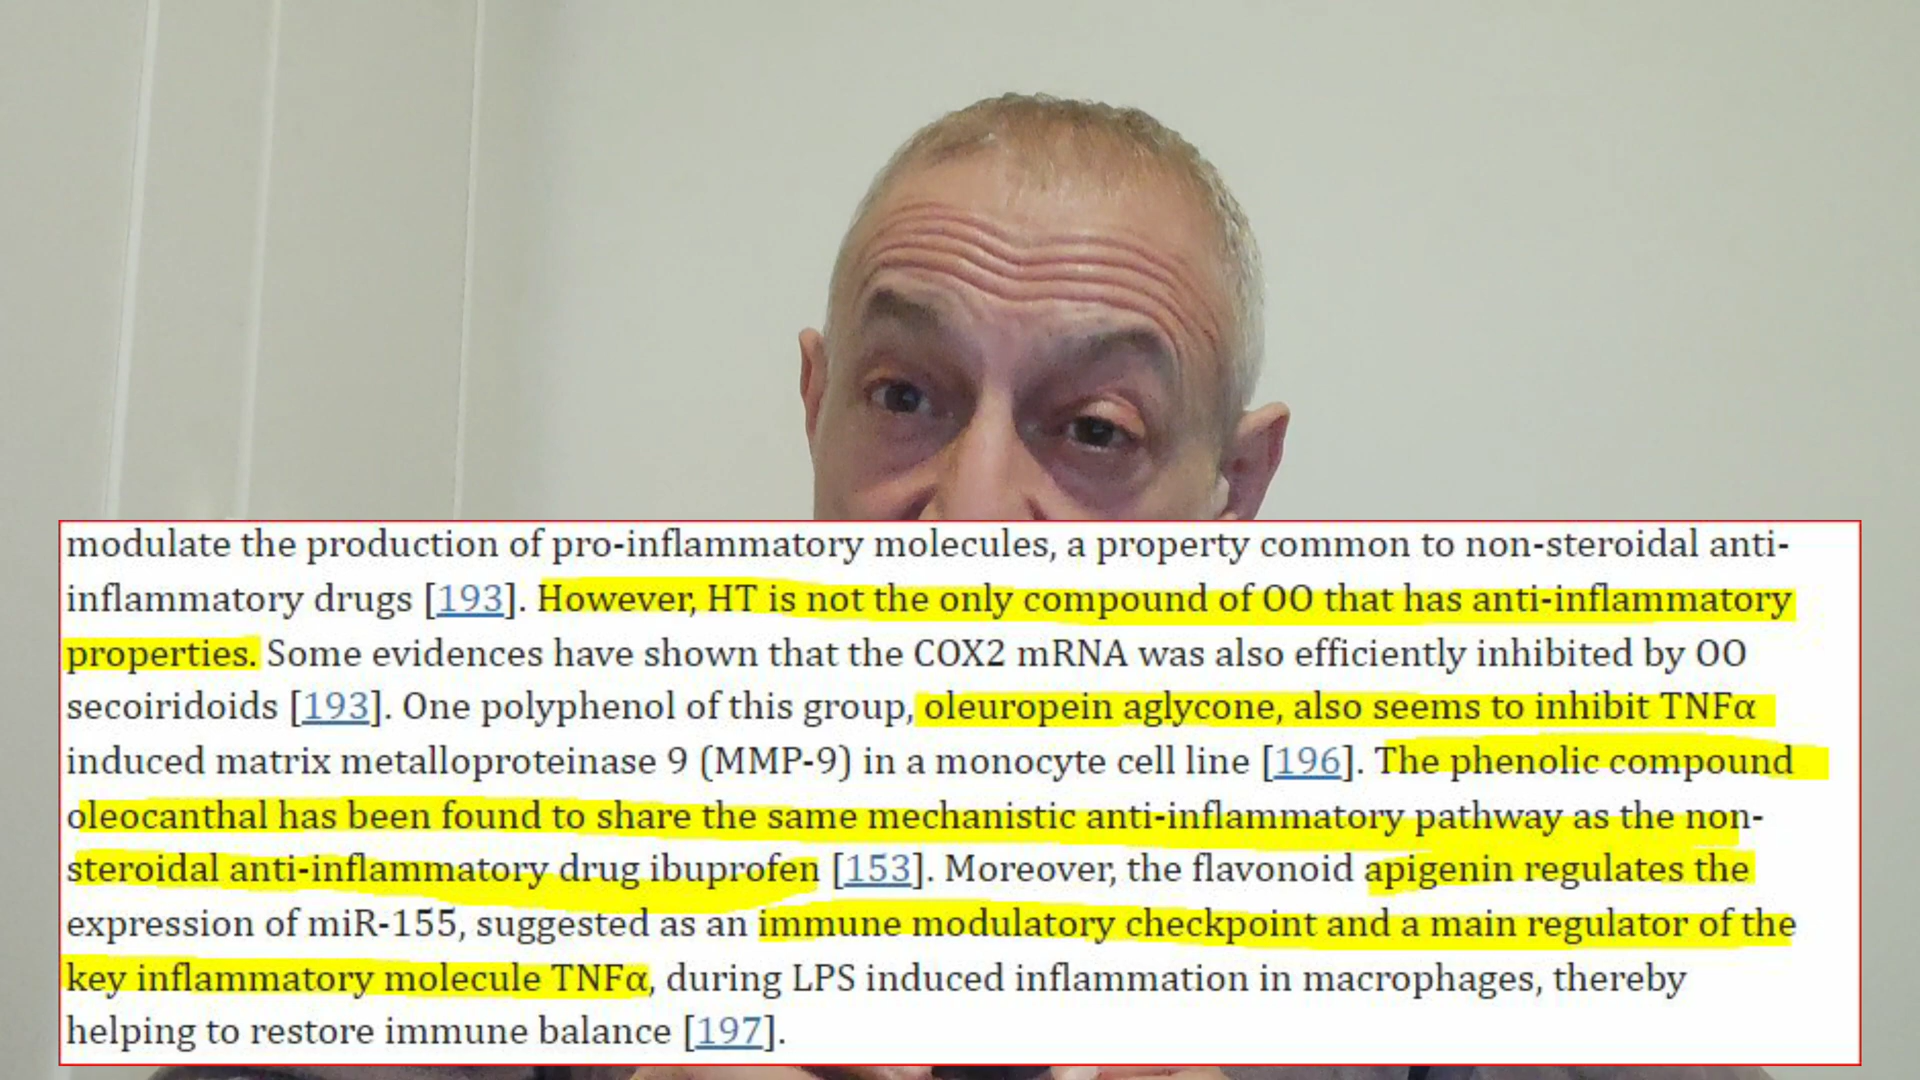 modulate the production of pro-inflammatory molecules, a property common to non-steroidal anti-
inflammatory drugs [193]. However, HT is not the only compound of OO that has anti-inflammatory
properties. Some evidences have shown that the COX2 mRNA was also efficiently inhibited by OO
secoiridoids [193]. One polyphenol of this group, oleuropein aglycone, also seems to inhibit TNFα
induced matrix metalloproteinase 9 (MMP-9) in a monocyte cell line [196]. The phenolic compound
oleocanthal has been found to share the same mechanistic anti-inflammatory pathway as the non-
steroidal anti-inflammatory drug ibuprofen [153]. Moreover, the flavonoid apigenin regulates the
expression of miR-155, suggested as an immune modulatory checkpoint and a main regulator of the
key inflammatory molecule TNFα, during LPS induced inflammation in macrophages, thereby
helping to restore immune balance [197].